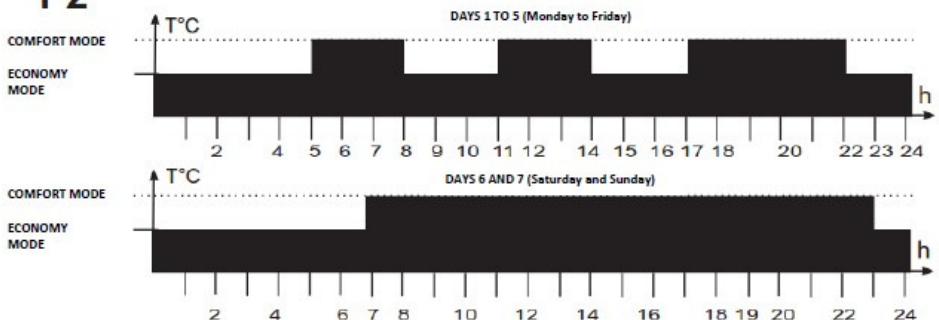 DAYS 1 TO 5 (Monday to Friday)
T°C
COMFORT MODE
ECONOMY
MODE
h
2 4 5 6 7 8 9 10 11 12 14 15 16 17 18 20 22 23 24
T°C
DAYS 6 AND 7 (Saturday and Sunday)
COMFORT MODE
ECONOMY
MODE
h
2 4 6 7 8 10 12 14 16 18 19 20 22 24